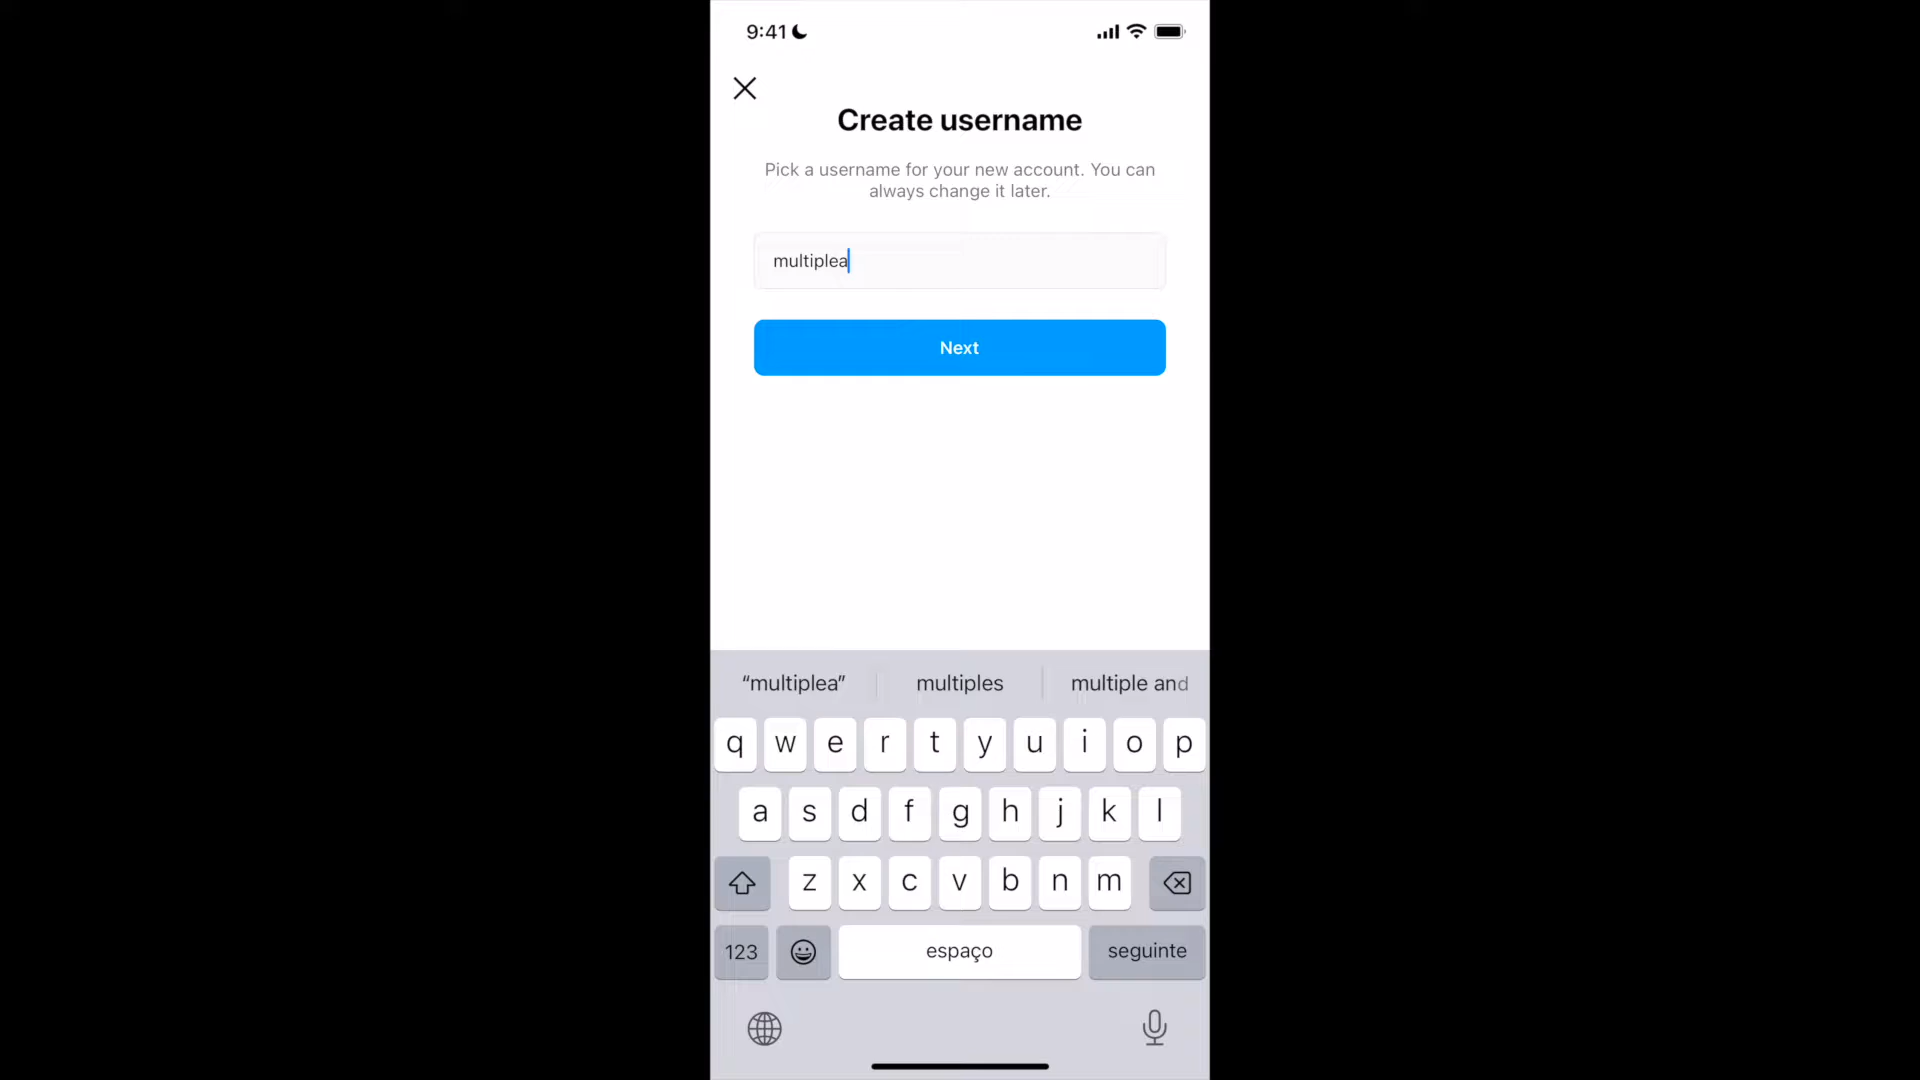 9:41
Create username
Pick a username for your new account. You can
always change it later.
multiplea
Next
“multiplea” multiples multiple and
q w e r t y u i o p
a s d f g h j k l
z x c v b n m
123 espaço seguinte